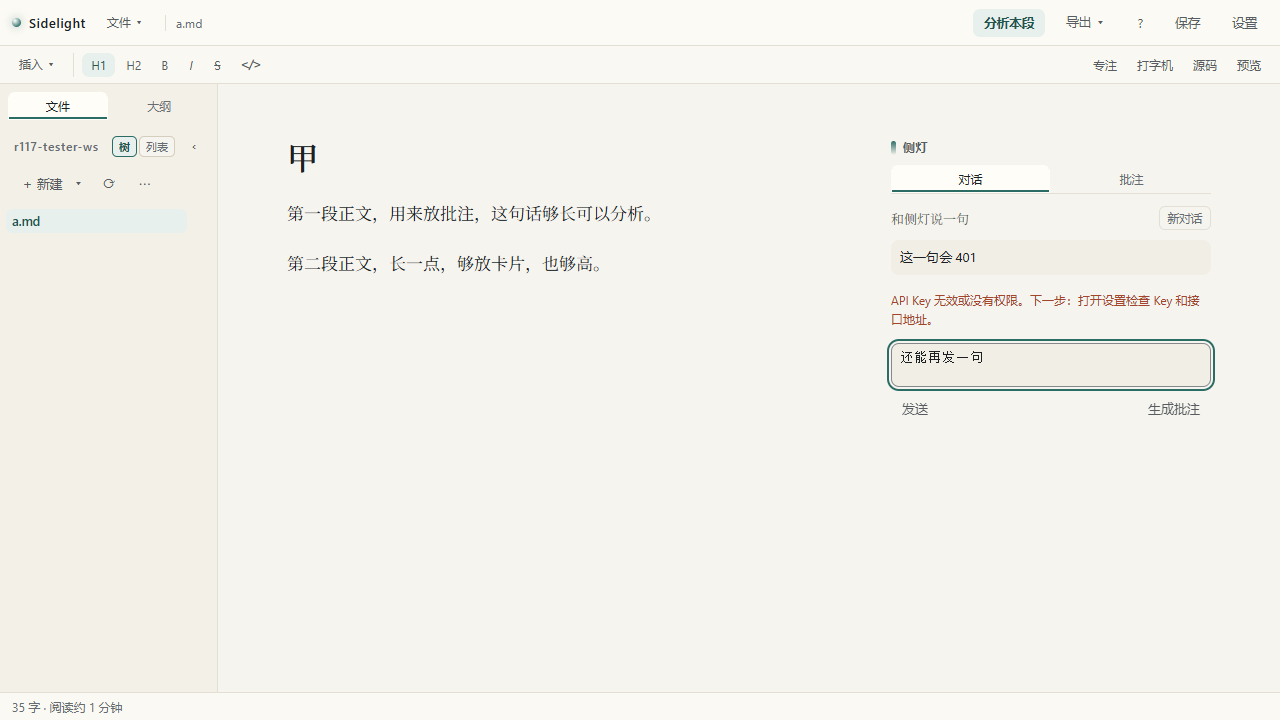 Sidelight 文件 ▾ a.md 分析本段 导出 ▾ ? 保存 设置
插入 ▾ H1 H2 B I S </> 专注 打字机 源码 预览
文件 大纲
r117-tester-ws 树 列表 ‹
+ 新建 ▾ ⟳ ···
a.md
甲
第一段正文，用来放批注，这句话够长可以分析。
第二段正文，长一点，够放卡片，也够高。
侧灯
对话 批注
和侧灯说一句 新对话
这一句会 401
API Key 无效或没有权限。下一步：打开设置检查 Key 和接
口地址。
还能再发一句
发送 生成批注
35 字 · 阅读约 1 分钟